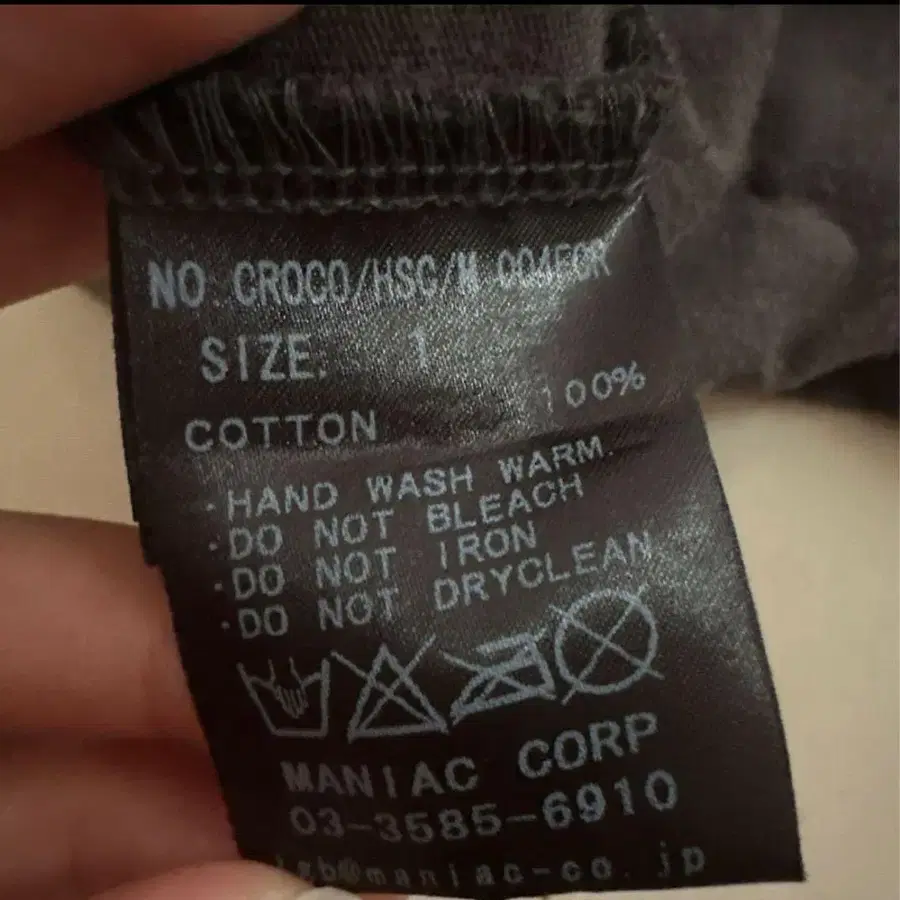 NO CROCO/HSC/M
SIZE: 1
COTTON 100%
·HAND WASH WARM.
·DO NOT BLEACH
·DO NOT IRON
·DO NOT DRYCLEAN
MANIAC CORP
03-3585-6910